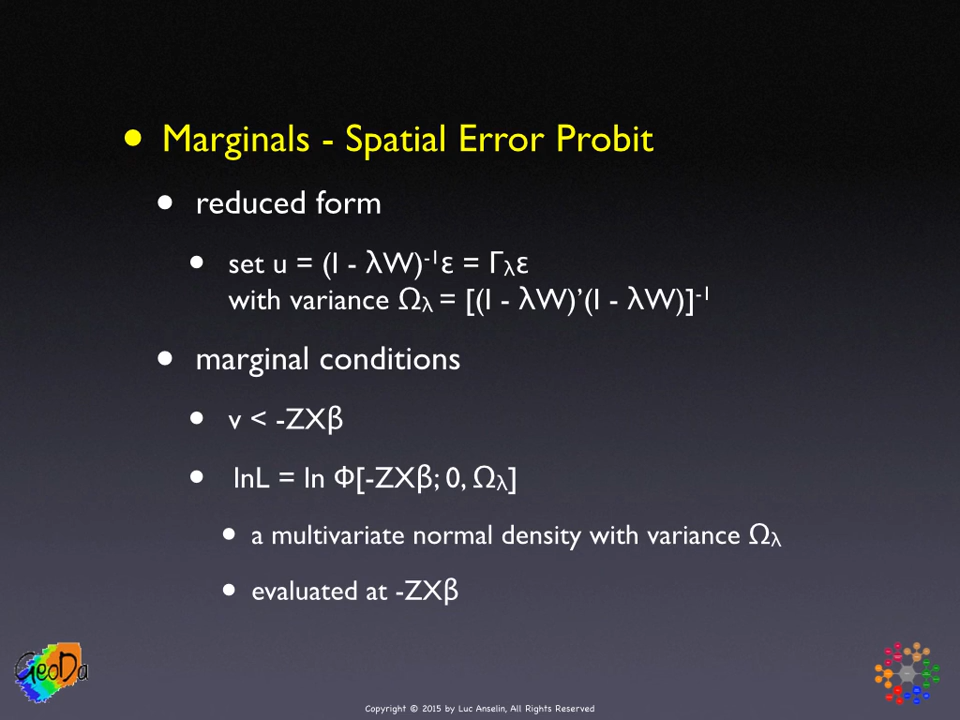 • Marginals - Spatial Error Probit
• reduced form
• set u = (I - λW)⁻¹ε = Γλε
with variance Ωλ = [(I - λW)’(I - λW)]⁻¹
• marginal conditions
• v < -ZXβ
• lnL = ln Φ[-ZXβ; 0, Ωλ]
• a multivariate normal density with variance Ωλ
• evaluated at -ZXβ
GeoDa
Copyright © 2015 by Luc Anselin, All Rights Reserved